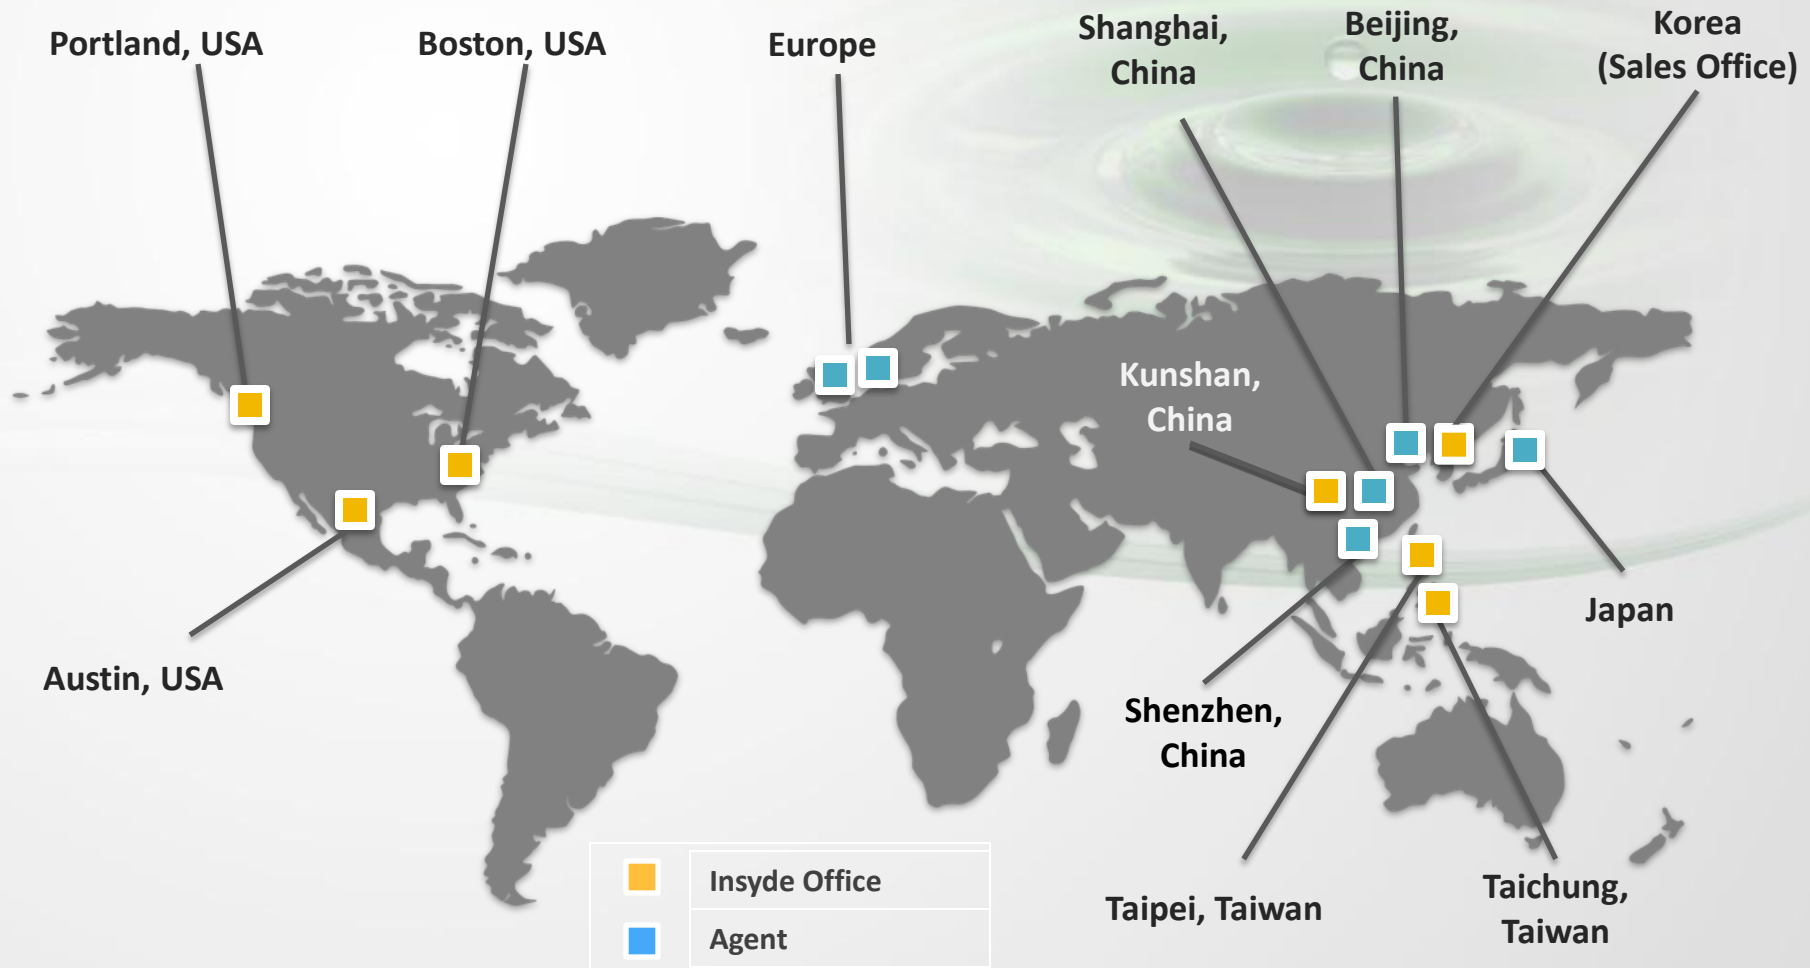 Portland, USA
Boston, USA
Europe
Shanghai,
China
Beijing,
China
Korea
(Sales Office)
Kunshan,
China
Japan
Austin, USA
Shenzhen,
China
Taipei, Taiwan
Taichung,
Taiwan
Insyde Office
Agent